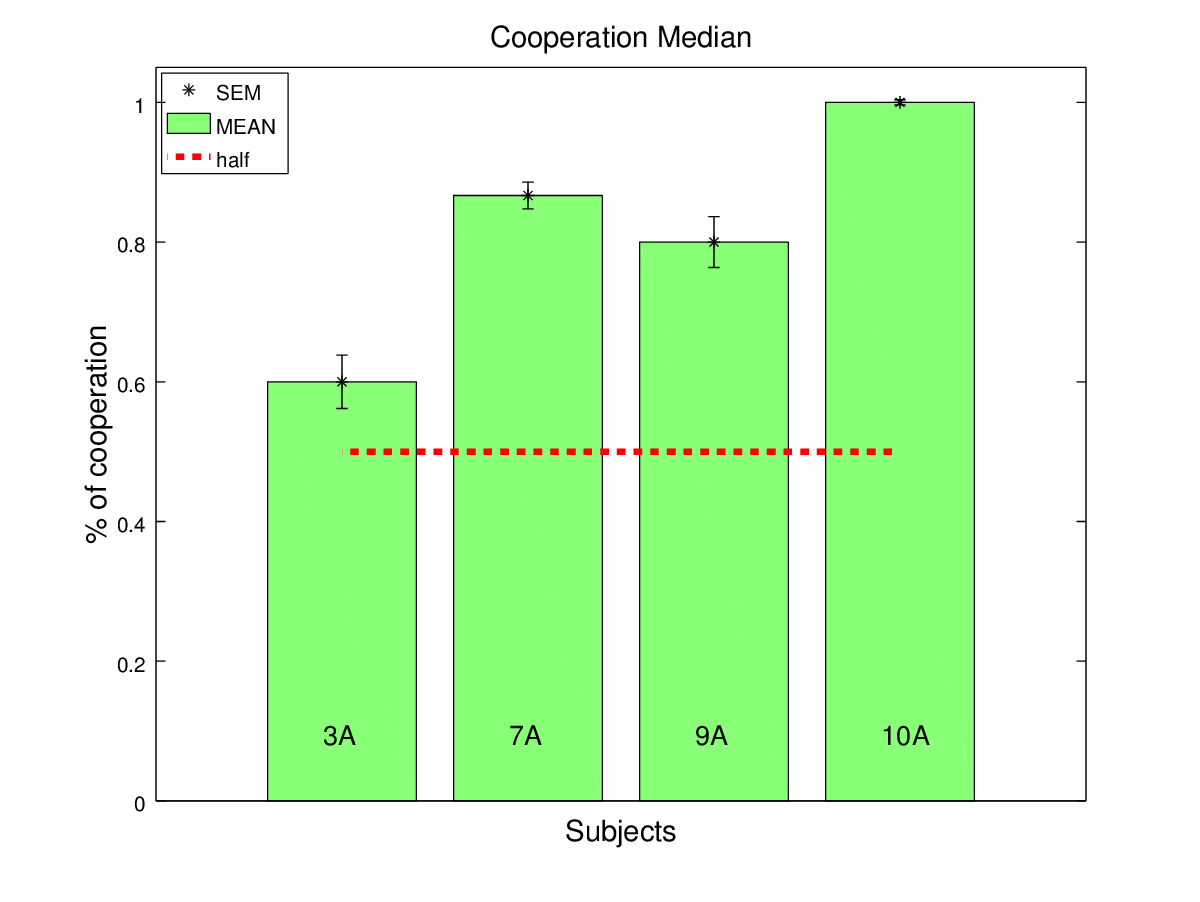 Cooperation Median
SEM
MEAN
half
% of cooperation
1
0.8
0.6
0.4
0.2
0
3A
7A
9A
10A
Subjects